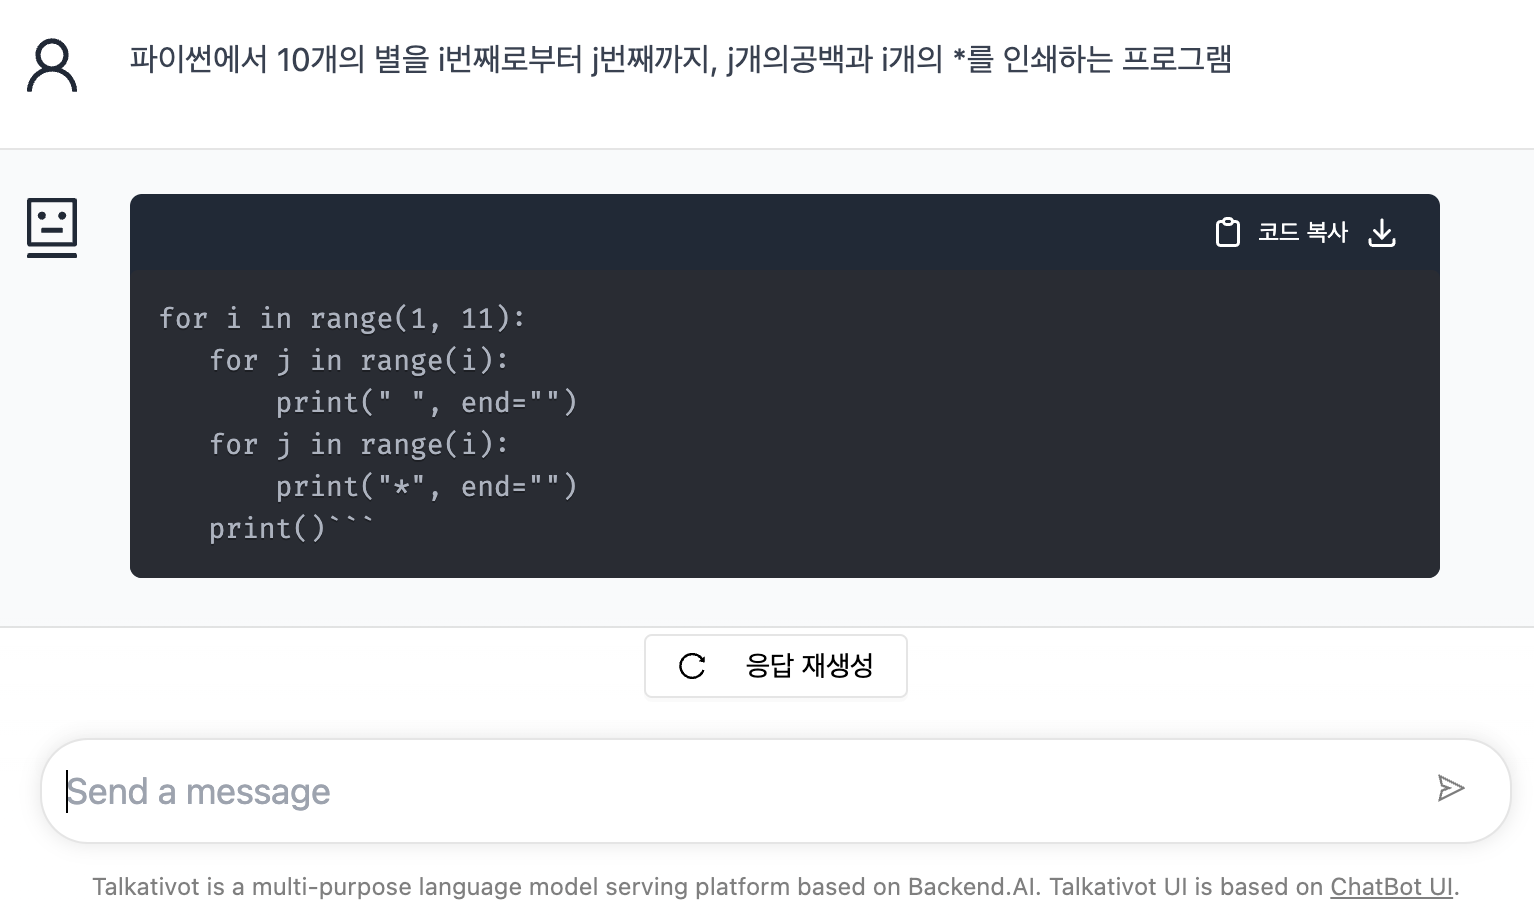 파이썬에서 10개의 별을 i번째로부터 j번째까지, j개의공백과 i개의 *를 인쇄하는 프로그램
코드 복사
for i in range(1, 11):
   for j in range(i):
       print(" ", end="")
   for j in range(i):
       print("*", end="")
   print()```
응답 재생성
Send a message
Talkativot is a multi-purpose language model serving platform based on Backend.AI. Talkativot UI is based on ChatBot UI.